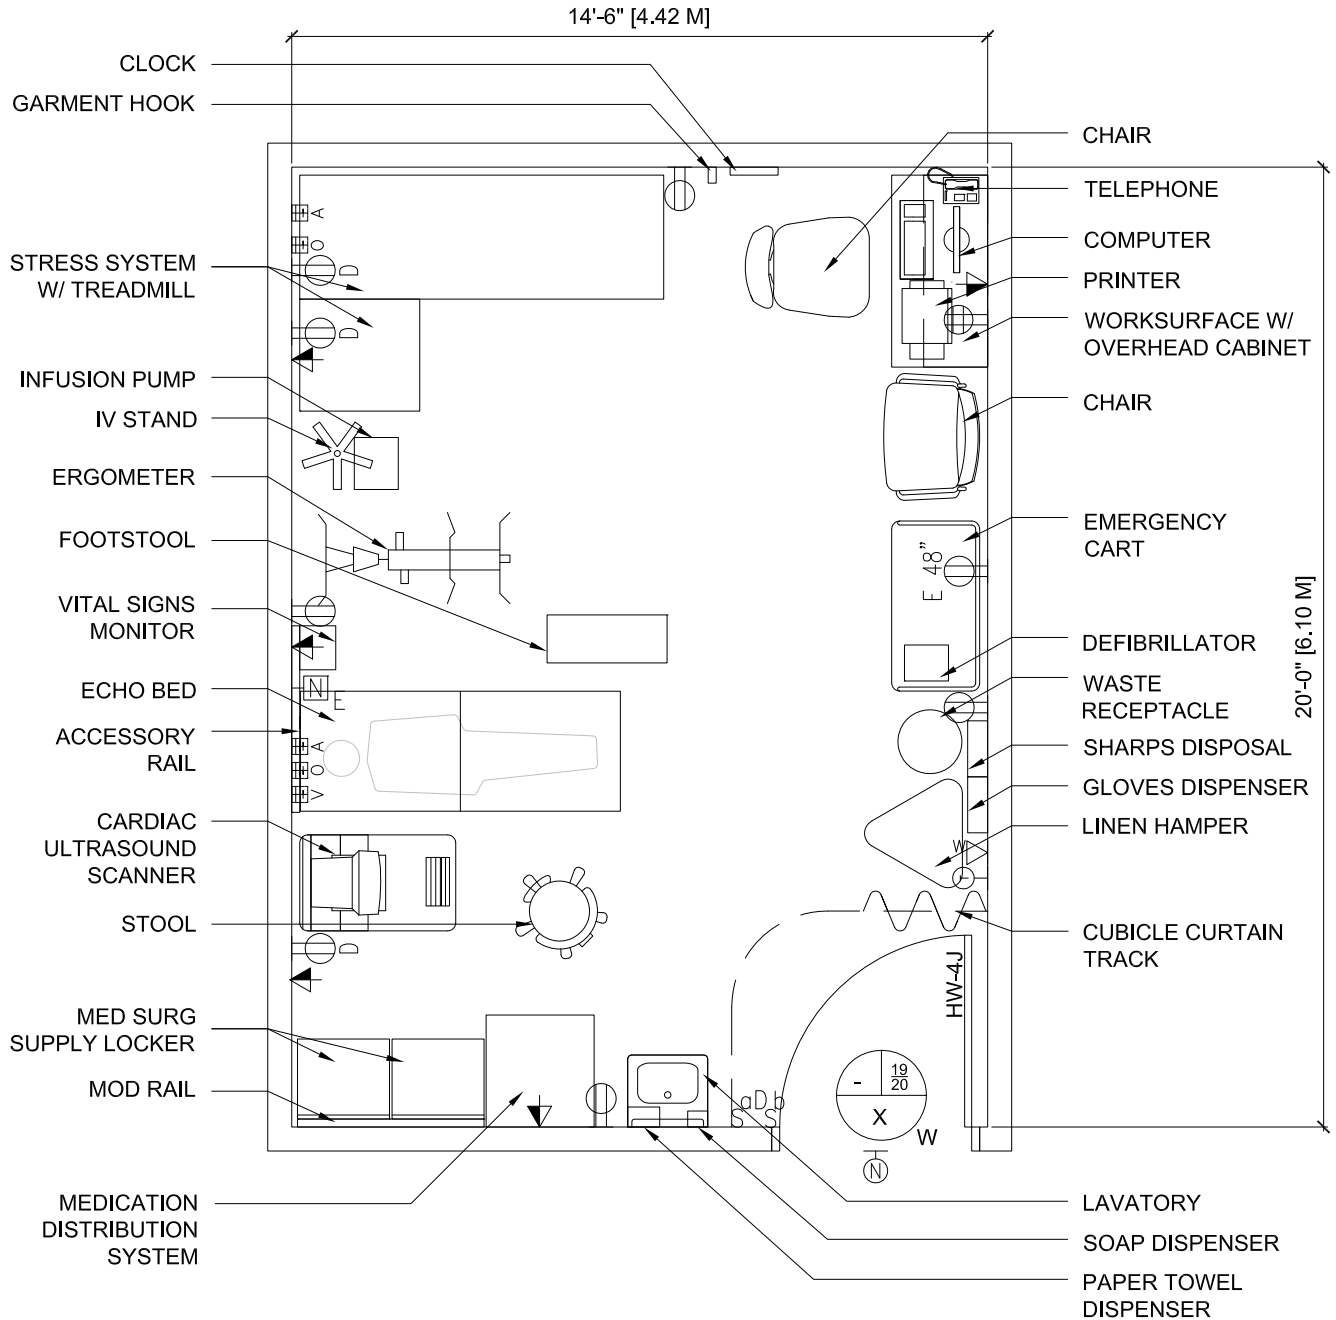 14'-6" [4.42 M]
CLOCK
GARMENT HOOK
STRESS SYSTEM
W/ TREADMILL
INFUSION PUMP
IV STAND
ERGOMETER
FOOTSTOOL
VITAL SIGNS
MONITOR
ECHO BED
ACCESSORY
RAIL
CARDIAC
ULTRASOUND
SCANNER
STOOL
MED SURG
SUPPLY LOCKER
MOD RAIL
MEDICATION
DISTRIBUTION
SYSTEM
A
O
D
D
N
E
A
O
V
D
E 48”
W
HW-4J
aDb
S S
-
19
20
X
W
N
CHAIR
TELEPHONE
COMPUTER
PRINTER
WORKSURFACE W/
OVERHEAD CABINET
CHAIR
EMERGENCY
CART
DEFIBRILLATOR
WASTE
RECEPTACLE
SHARPS DISPOSAL
GLOVES DISPENSER
LINEN HAMPER
CUBICLE CURTAIN
TRACK
LAVATORY
SOAP DISPENSER
PAPER TOWEL
DISPENSER
20'-0" [6.10 M]